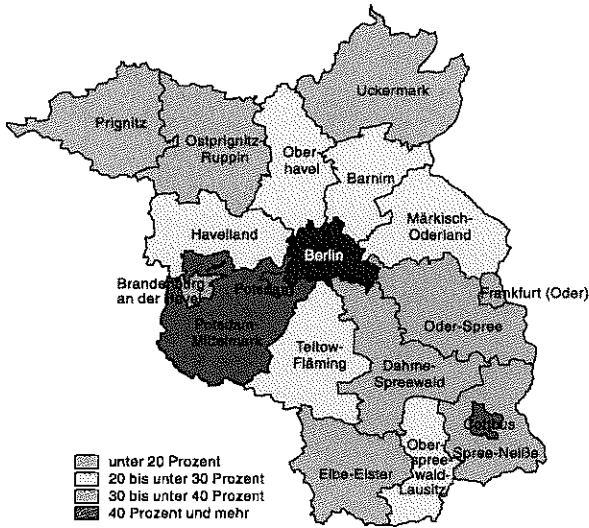 Uckermark
Prignitz
Ostprignitz-
Ruppin
Ober-
havel
Barnim
Märkisch-
Oderland
Havelland
Berlin
Brandenburg
an der Havel
Potsdam
Frankfurt (Oder)
Potsdam-
Mittelmark
Oder-Spree
Teltow-
Fläming
Dahme-
Spreewald
Cottbus
Ober-
spree-
wald-
Lausitz
Spree-Neiße
Elbe-Elster
unter 20 Prozent
20 bis unter 30 Prozent
30 bis unter 40 Prozent
40 Prozent und mehr